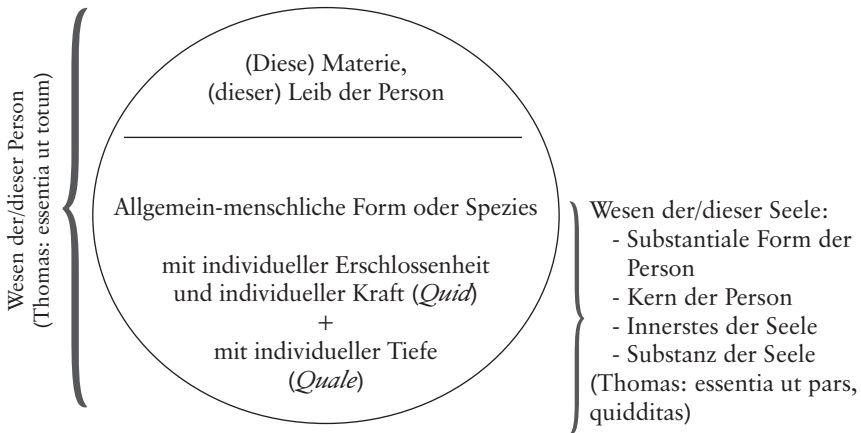 Wesen der/dieser Person
(Thomas: essentia ut totum)
(Diese) Materie,
(dieser) Leib der Person
Allgemein-menschliche Form oder Spezies
mit individueller Erschlossenheit
und individueller Kraft (Quid)
+
mit individueller Tiefe
(Quale)
Wesen der/dieser Seele:
- Substantiale Form der
Person
- Kern der Person
- Innerstes der Seele
- Substanz der Seele
(Thomas: essentia ut pars,
quidditas)